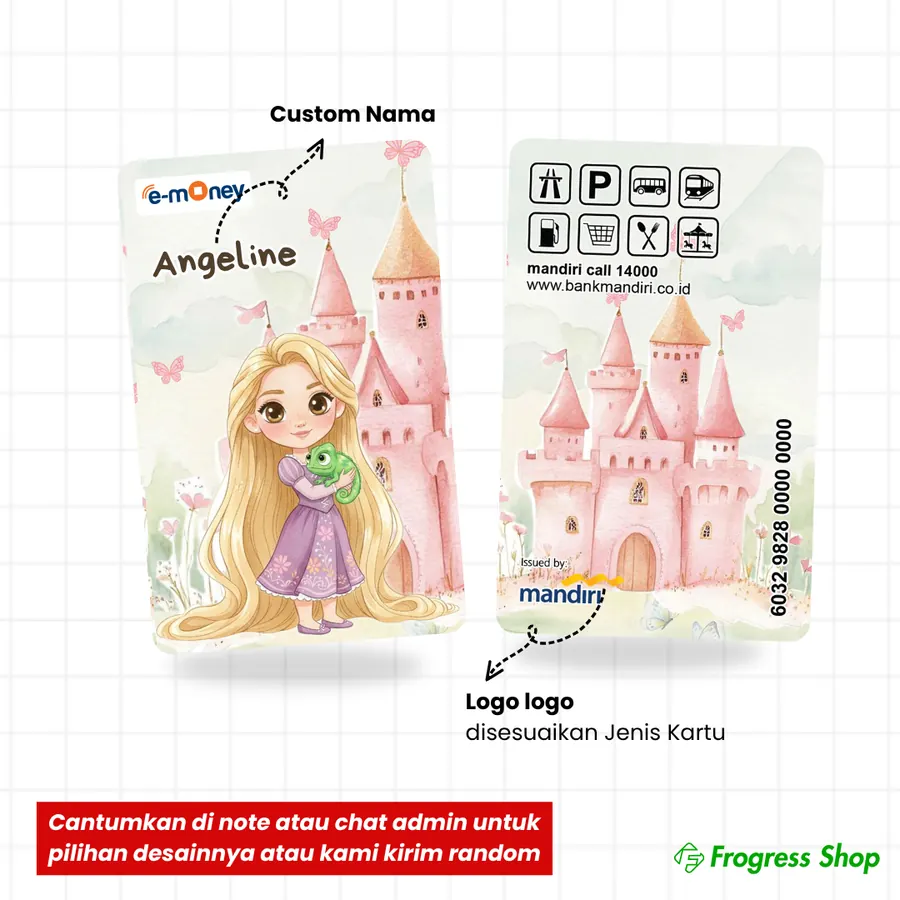 Custom Nama
e-money
Angeline
P
mandiri call 14000
www.bankmandiri.co.id
6032 9828 0000 0000
Issued by:
mandiri
Logo logo
disesuaikan Jenis Kartu
Cantumkan di note atau chat admin untuk
pilihan desainnya atau kami kirim random
Frogress Shop